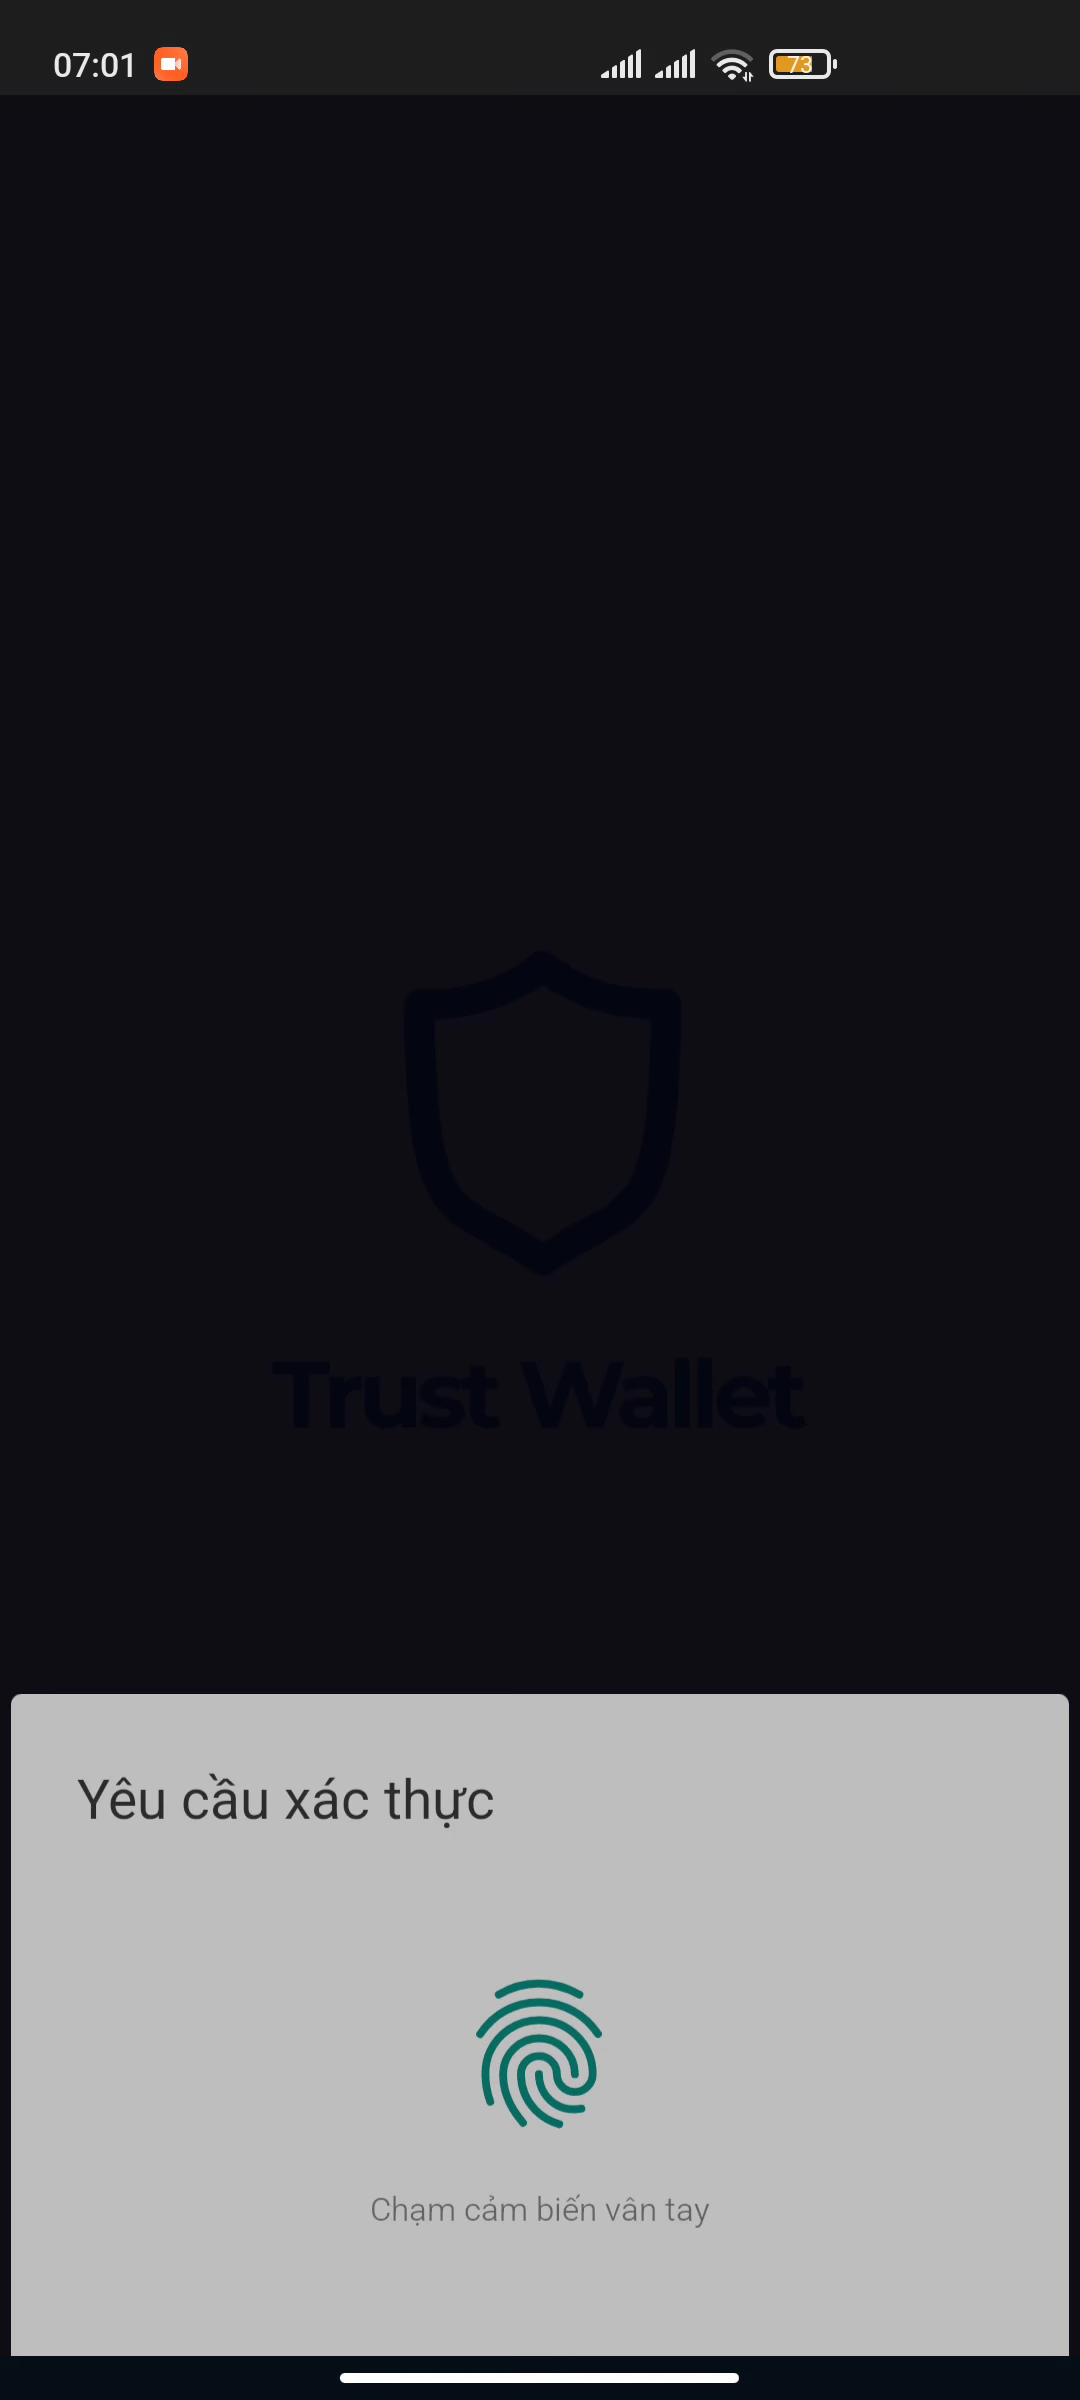 07:01
73
Trust Wallet
Yêu cầu xác thực
Chạm cảm biến vân tay